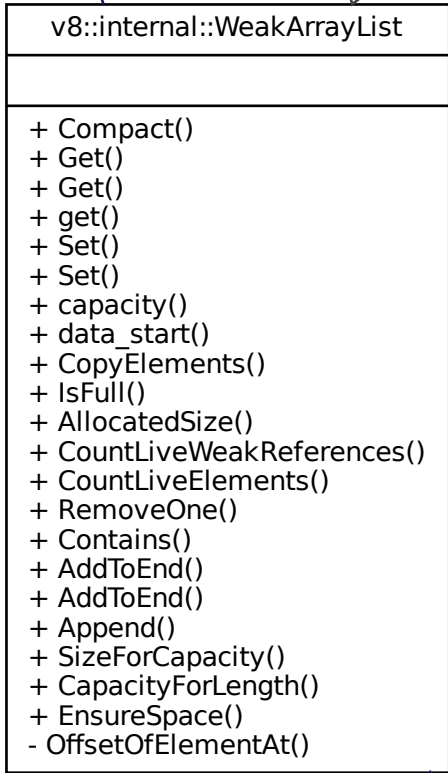 v8::internal::WeakArrayList
+ Compact()
+ Get()
+ Get()
+ get()
+ Set()
+ Set()
+ capacity()
+ data_start()
+ CopyElements()
+ IsFull()
+ AllocatedSize()
+ CountLiveWeakReferences()
+ CountLiveElements()
+ RemoveOne()
+ Contains()
+ AddToEnd()
+ AddToEnd()
+ Append()
+ SizeForCapacity()
+ CapacityForLength()
+ EnsureSpace()
- OffsetOfElementAt()